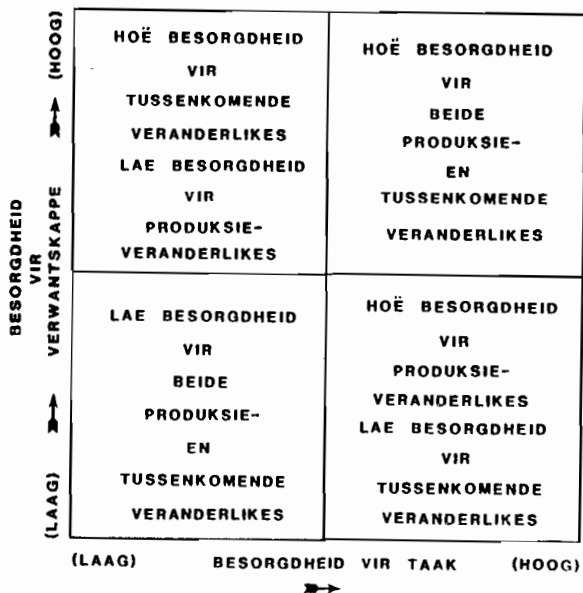 HOË BESORGDHEID
VIR
TUSSENKOMENDE
VERANDERLIKES
LAE BESORGDHEID
VIR
PRODUKSIE-
VERANDERLIKES
HOË BESORGDHEID
VIR
BEIDE
PRODUKSIE-
EN
TUSSENKOMENDE
VERANDERLIKES
LAE BESORGDHEID
VIR
BEIDE
PRODUKSIE-
EN
TUSSENKOMENDE
VERANDERLIKES
HOË BESORGDHEID
VIR
PRODUKSIE-
VERANDERLIKES
LAE BESORGDHEID
VIR
TUSSENKOMENDE
VERANDERLIKES
BESORGDHEID
VIR
(LAAG) VERWANTSKAPPE (HOOG)
(LAAG) BESORGDHEID VIR TAAK (HOOG)